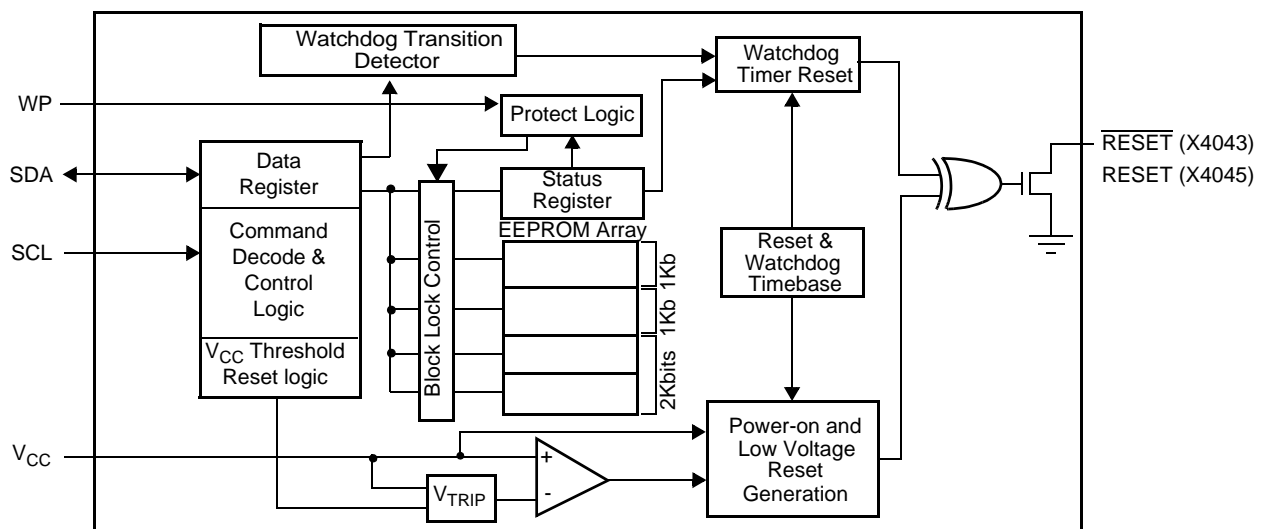 Watchdog Transition
Detector
Watchdog
Timer Reset
WP
Protect Logic
RESET (X4043)
RESET (X4045)
SDA
Data
Register
Status
Register
EEPROM Array
SCL
Command
Decode &
Control
Logic
Block Lock Control
1Kb
1Kb
2Kbits
Reset &
Watchdog
Timebase
VCC Threshold
Reset logic
Power-on and
Low Voltage
Reset
Generation
VCC
+
-
VTRIP